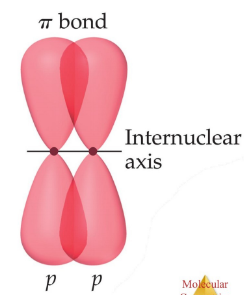 π bond
Internuclear
axis
p p
Molecular